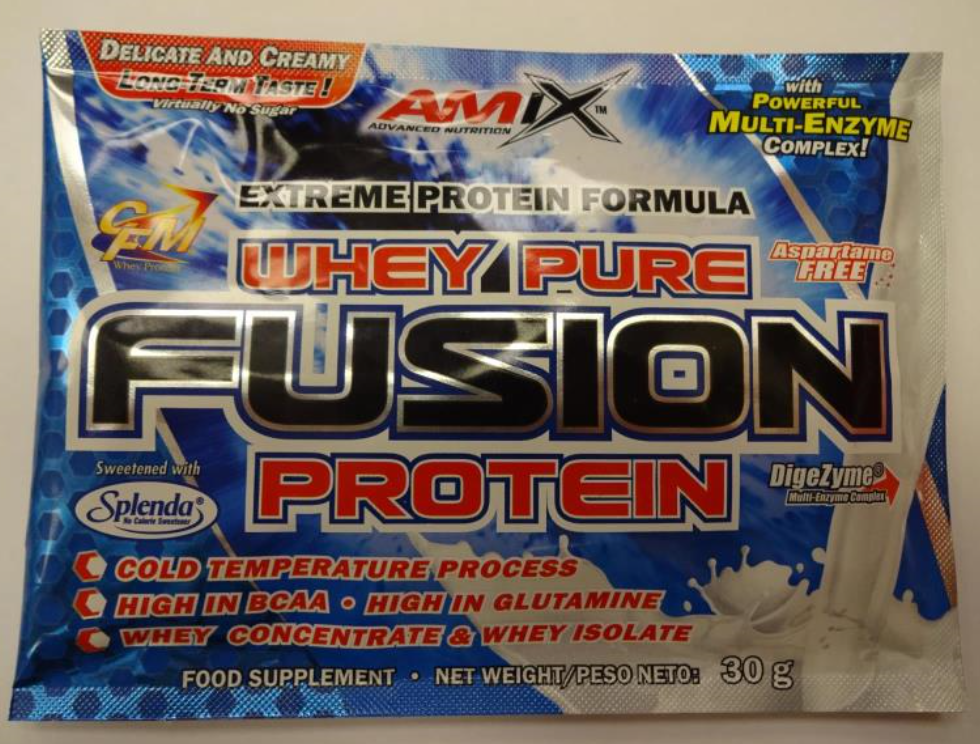 DELICATE AND CREAMY
LONG-TERM TASTE!
Virtually No Sugar
AMIX™
ADVANCED NUTRITION
with
POWERFUL
MULTI-ENZYME
COMPLEX!
EXTREME PROTEIN FORMULA
CFM
Whey Protein
WHEY PURE
Aspartame
FREE
FUSION
Sweetened with
Splenda®
No Calorie Sweetener
PROTEIN
DigeZyme®
Multi-Enzyme Complex
COLD TEMPERATURE PROCESS
HIGH IN BCAA • HIGH IN GLUTAMINE
WHEY CONCENTRATE & WHEY ISOLATE
FOOD SUPPLEMENT • NET WEIGHT/PESO NETO: 30 g